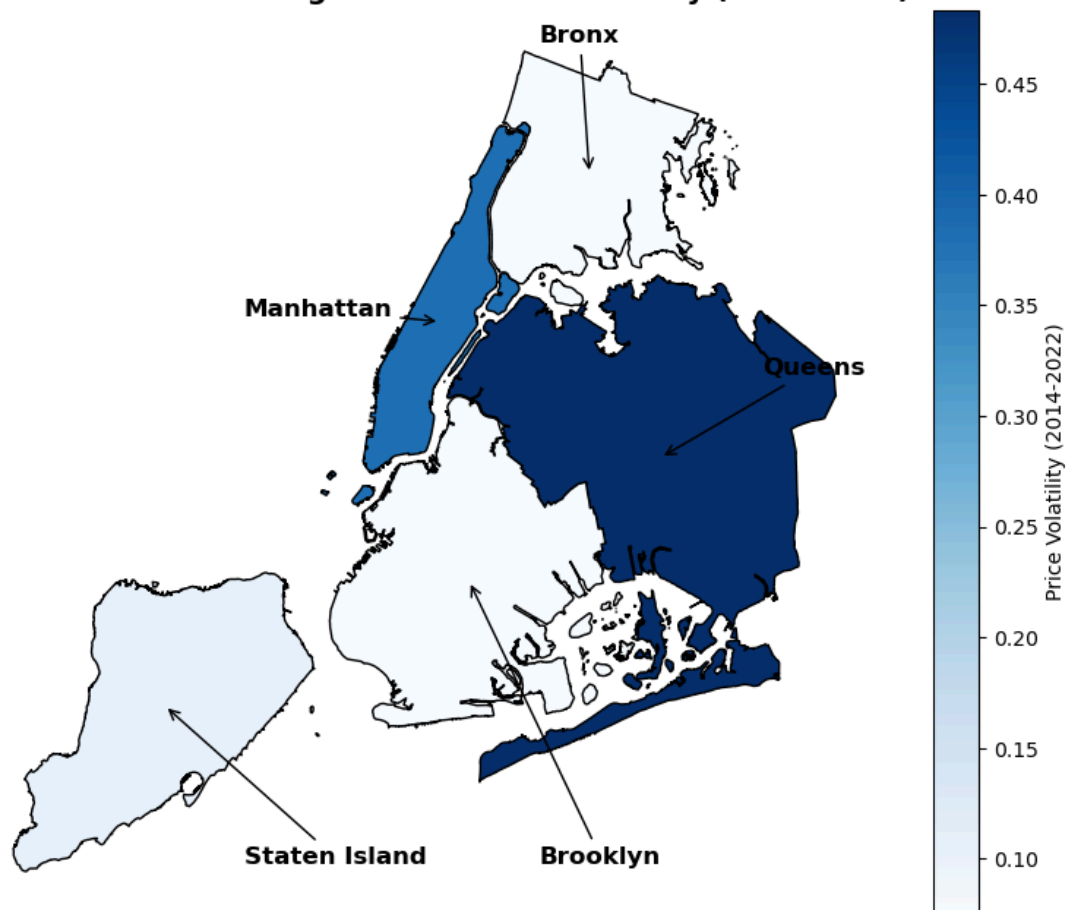 Bronx
Manhattan
Queens
Staten Island
Brooklyn
0.45
0.40
0.35
0.30
0.25
0.20
0.15
0.10
Price Volatility (2014-2022)